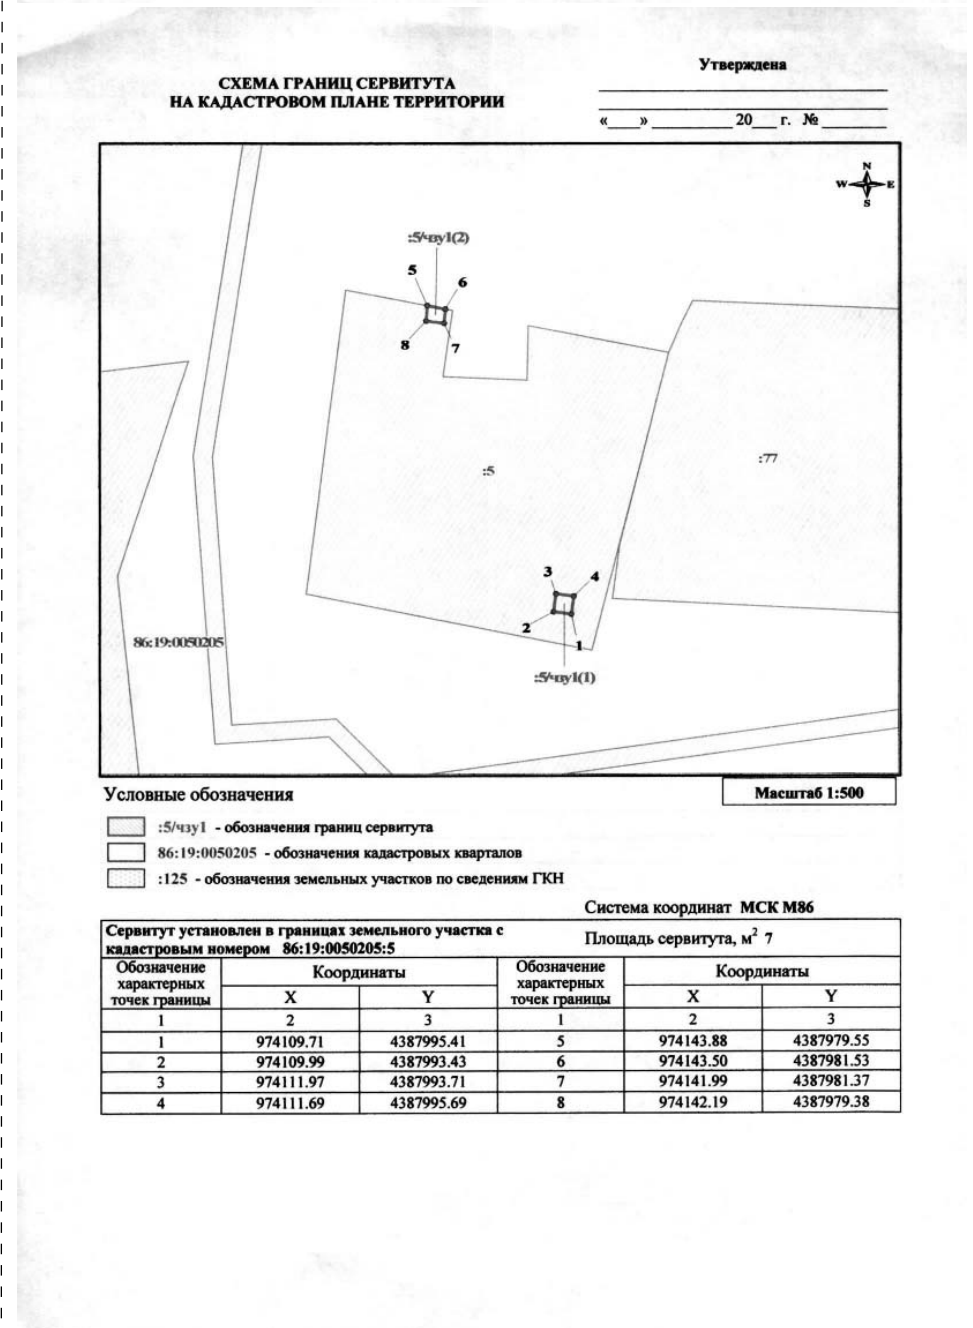 Утверждена
СХЕМА ГРАНИЦ СЕРВИТУТА
НА КАДАСТРОВОМ ПЛАНЕ ТЕРРИТОРИИ
«____» ____________ 20___ г. № __________
N
W E
S
:5/чзу1(2)
5
6
8
7
:5
:77
3
4
2
1
86:19:0050205
:5/чзу1(1)
Условные обозначения
Масштаб 1:500
:5/чзу1 - обозначения границ сервитута
86:19:0050205 - обозначения кадастровых кварталов
:125 - обозначения земельных участков по сведениям ГКН
Система координат МСК М86
Сервитут установлен в границах земельного участка с
кадастровым номером 86:19:0050205:5
Площадь сервитута, м² 7
Обозначение характерных точек границы Координаты Обозначение характерных точек границы Координаты
X Y X Y
1 2 3 1 2 3
1 974109.71 4387995.41 5 974143.88 4387979.55
2 974109.99 4387993.43 6 974143.50 4387981.53
3 974111.97 4387993.71 7 974141.99 4387981.37
4 974111.69 4387995.69 8 974142.19 4387979.38